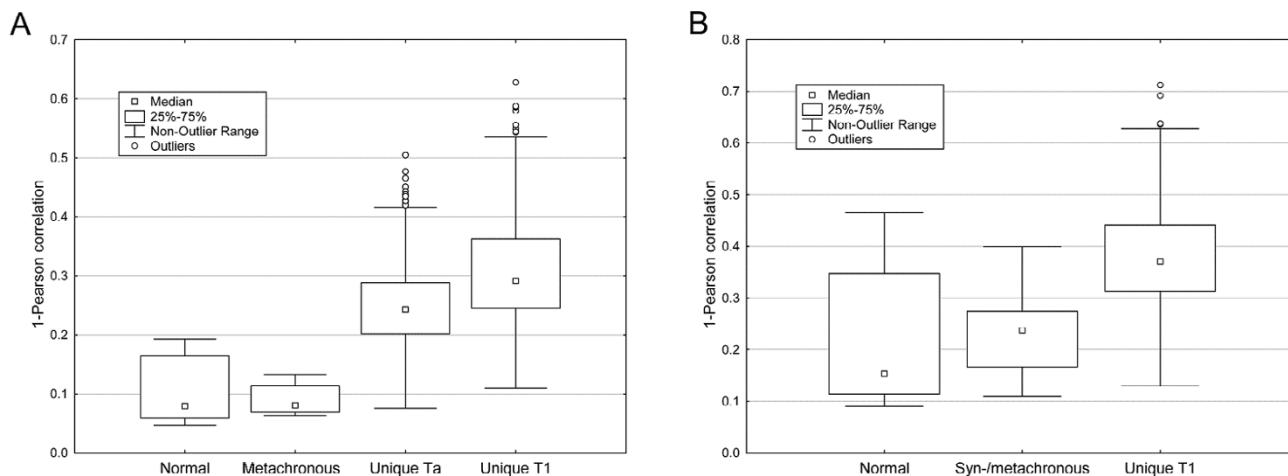 A
1-Pearson correlation
0.7
0.6
0.5
0.4
0.3
0.2
0.1
0.0
Median
25%-75%
Non-Outlier Range
Outliers
Normal Metachronous Unique Ta Unique T1
B
1-Pearson correlation
0.8
0.7
0.6
0.5
0.4
0.3
0.2
0.1
0.0
Median
25%-75%
Non-Outlier Range
Outliers
Normal Syn-/metachronous Unique T1